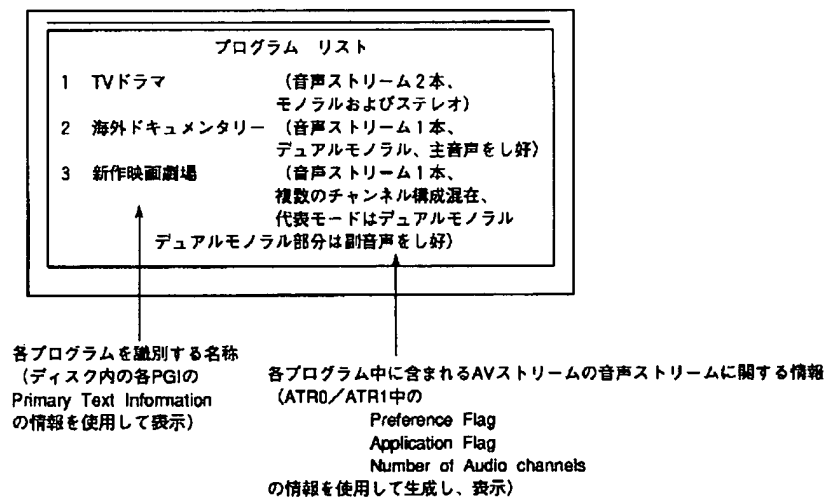 プログラム リスト
1 TVドラマ (音声ストリーム2本、
モノラルおよびステレオ)
2 海外ドキュメンタリー (音声ストリーム1本、
デュアルモノラル、主音声をし好)
3 新作映画劇場 (音声ストリーム1本、
複数のチャンネル構成混在、
代表モードはデュアルモノラル
デュアルモノラル部分は副音声をし好)
各プログラムを識別する名称
(ディスク内の各PGIの
Primary Text Information
の情報を使用して表示)
各プログラム中に含まれるAVストリームの音声ストリームに関する情報
(ATR0/ATR1中の
Preference Flag
Application Flag
Number of Audio channels
の情報を使用して生成し、表示)